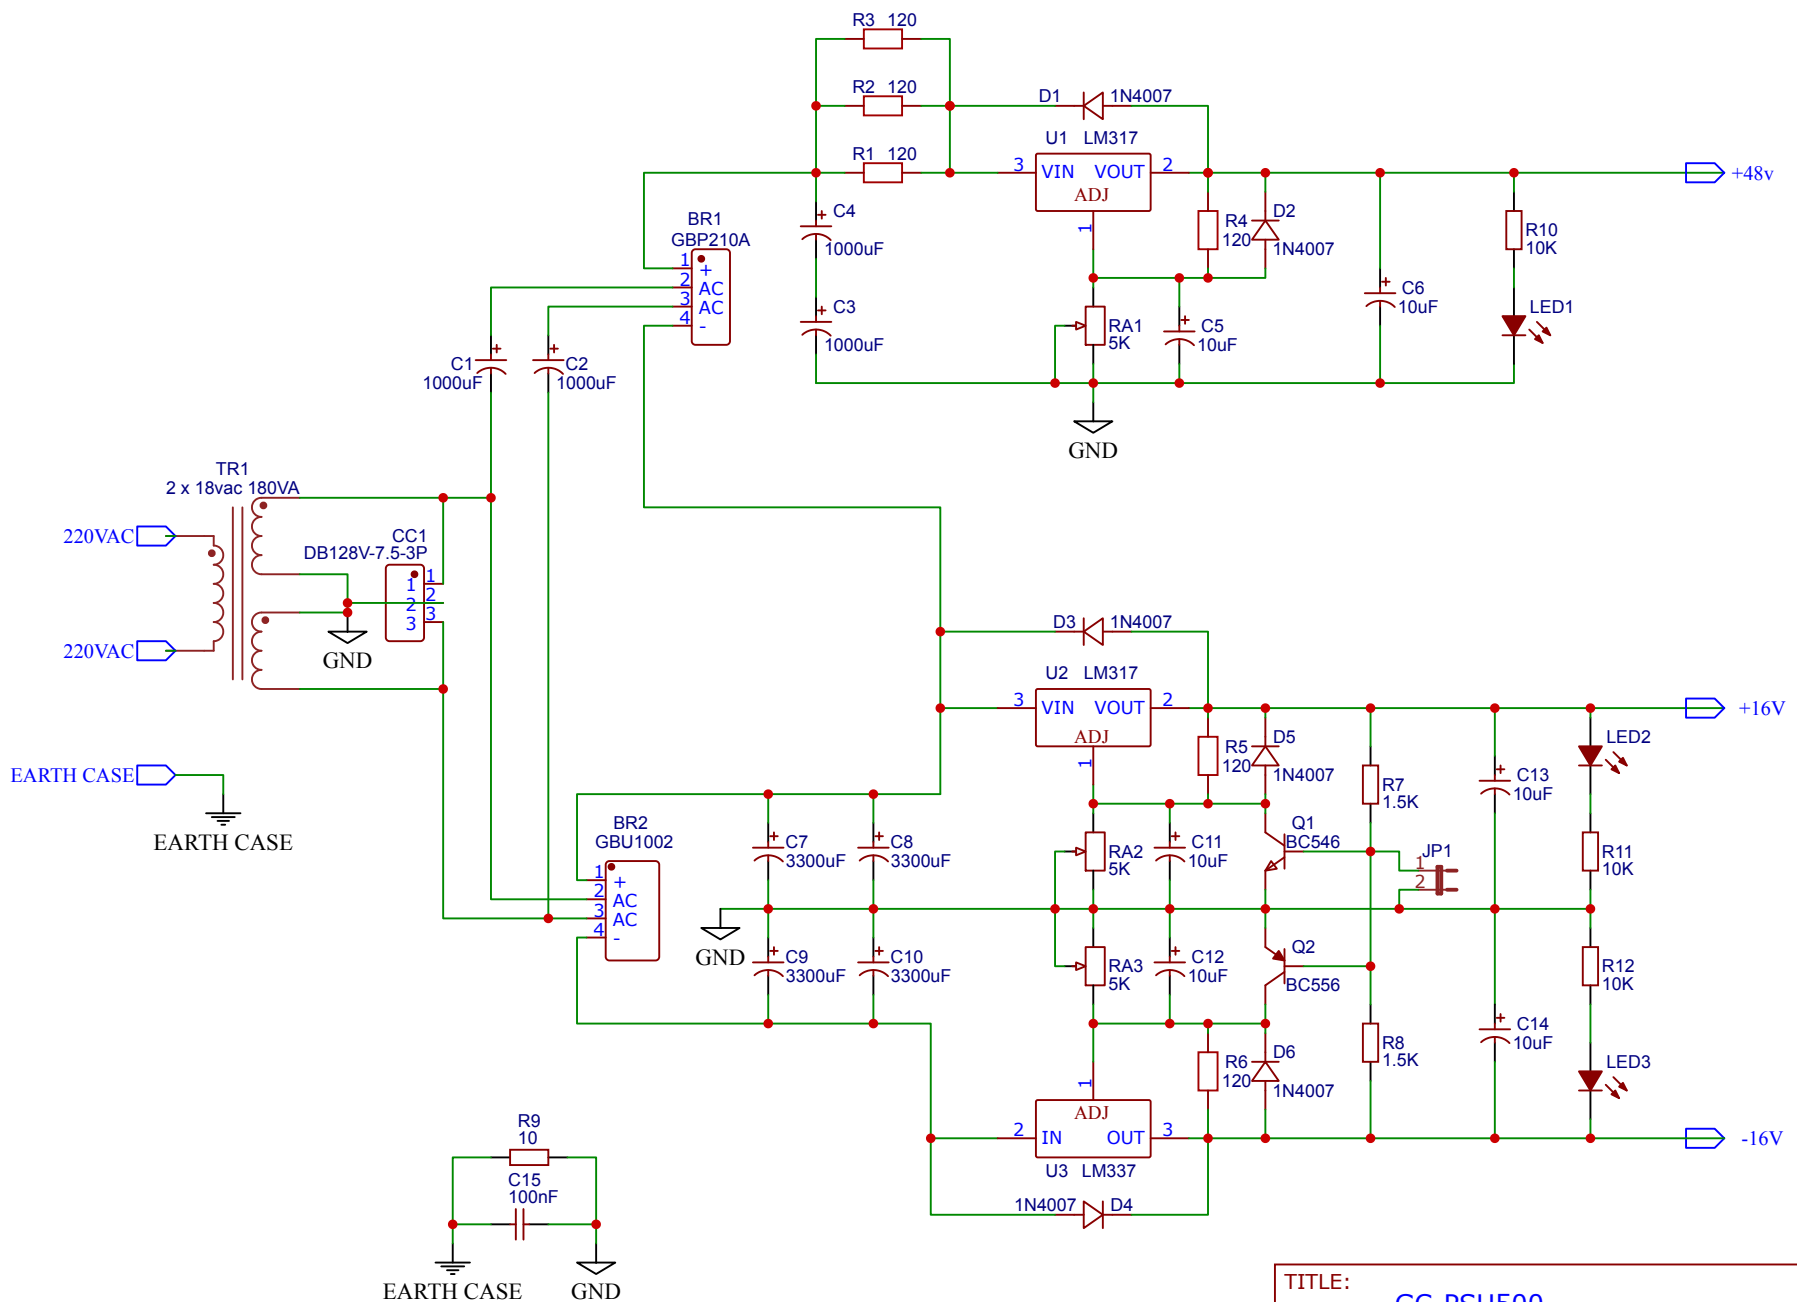 R3 120
R2 120
D1 1N4007
U1 LM317
R1 120
3 VIN VOUT 2
ADJ
1
+48v
C4
1000uF
BR1
GBP210A
1 +
2 AC
3 AC
4 -
R4
120
D2
1N4007
R10
10K
C3
1000uF
RA1
5K
C5
10uF
C6
10uF
LED1
C1
1000uF
C2
1000uF
GND
TR1
2 x 18vac 180VA
220VAC
220VAC
CC1
DB128V-7.5-3P
1 1
2 2
3 3
GND
EARTH CASE
EARTH CASE
D3 1N4007
U2 LM317
3 VIN VOUT 2
ADJ
1
+16V
R5
120
D5
1N4007
R7
1.5K
C13
10uF
LED2
BR2
GBU1002
1 +
2 AC
3 AC
4 -
C7
3300uF
C8
3300uF
RA2
5K
C11
10uF
Q1
BC546
JP1
1
2
R11
10K
GND
C9
3300uF
C10
3300uF
RA3
5K
C12
10uF
Q2
BC556
R12
10K
R6
120
D6
1N4007
R8
1.5K
C14
10uF
LED3
1
ADJ
2 IN OUT 3
U3 LM337
-16V
1N4007 D4
R9
10
C15
100nF
EARTH CASE
GND
TITLE: